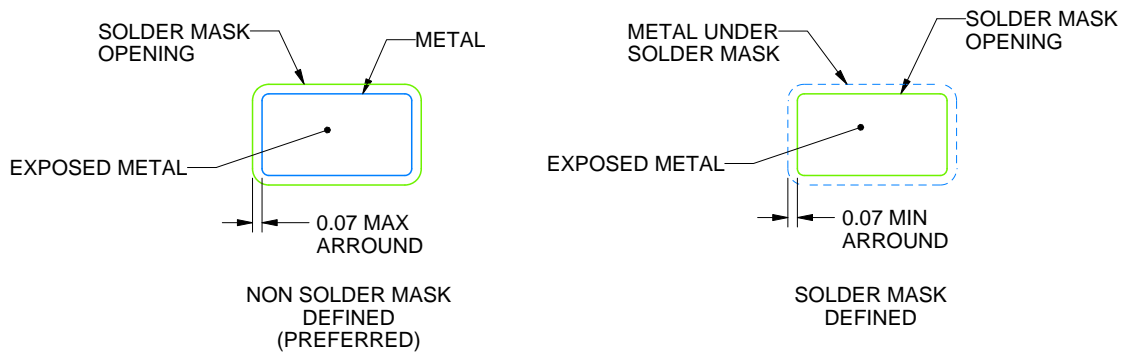 SOLDER MASK
OPENING
METAL
EXPOSED METAL
0.07 MAX
ARROUND
NON SOLDER MASK
DEFINED
(PREFERRED)
METAL UNDER
SOLDER MASK
SOLDER MASK
OPENING
EXPOSED METAL
0.07 MIN
ARROUND
SOLDER MASK
DEFINED